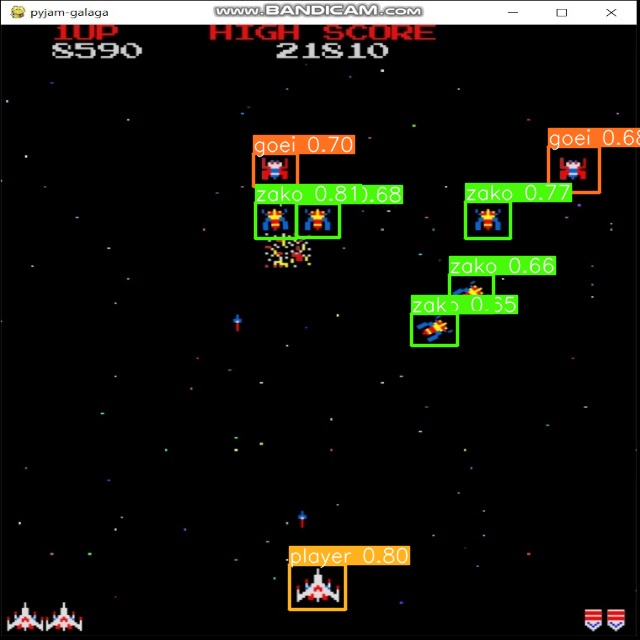 pyjam-galaga
WWW.BANDICAM.COM
1UP HIGH SCORE
8590 21810
goei 0.70
goei 0.68
zako 0.81
0.68
zako 0.77
zako 0.66
zako 0.65
player 0.80